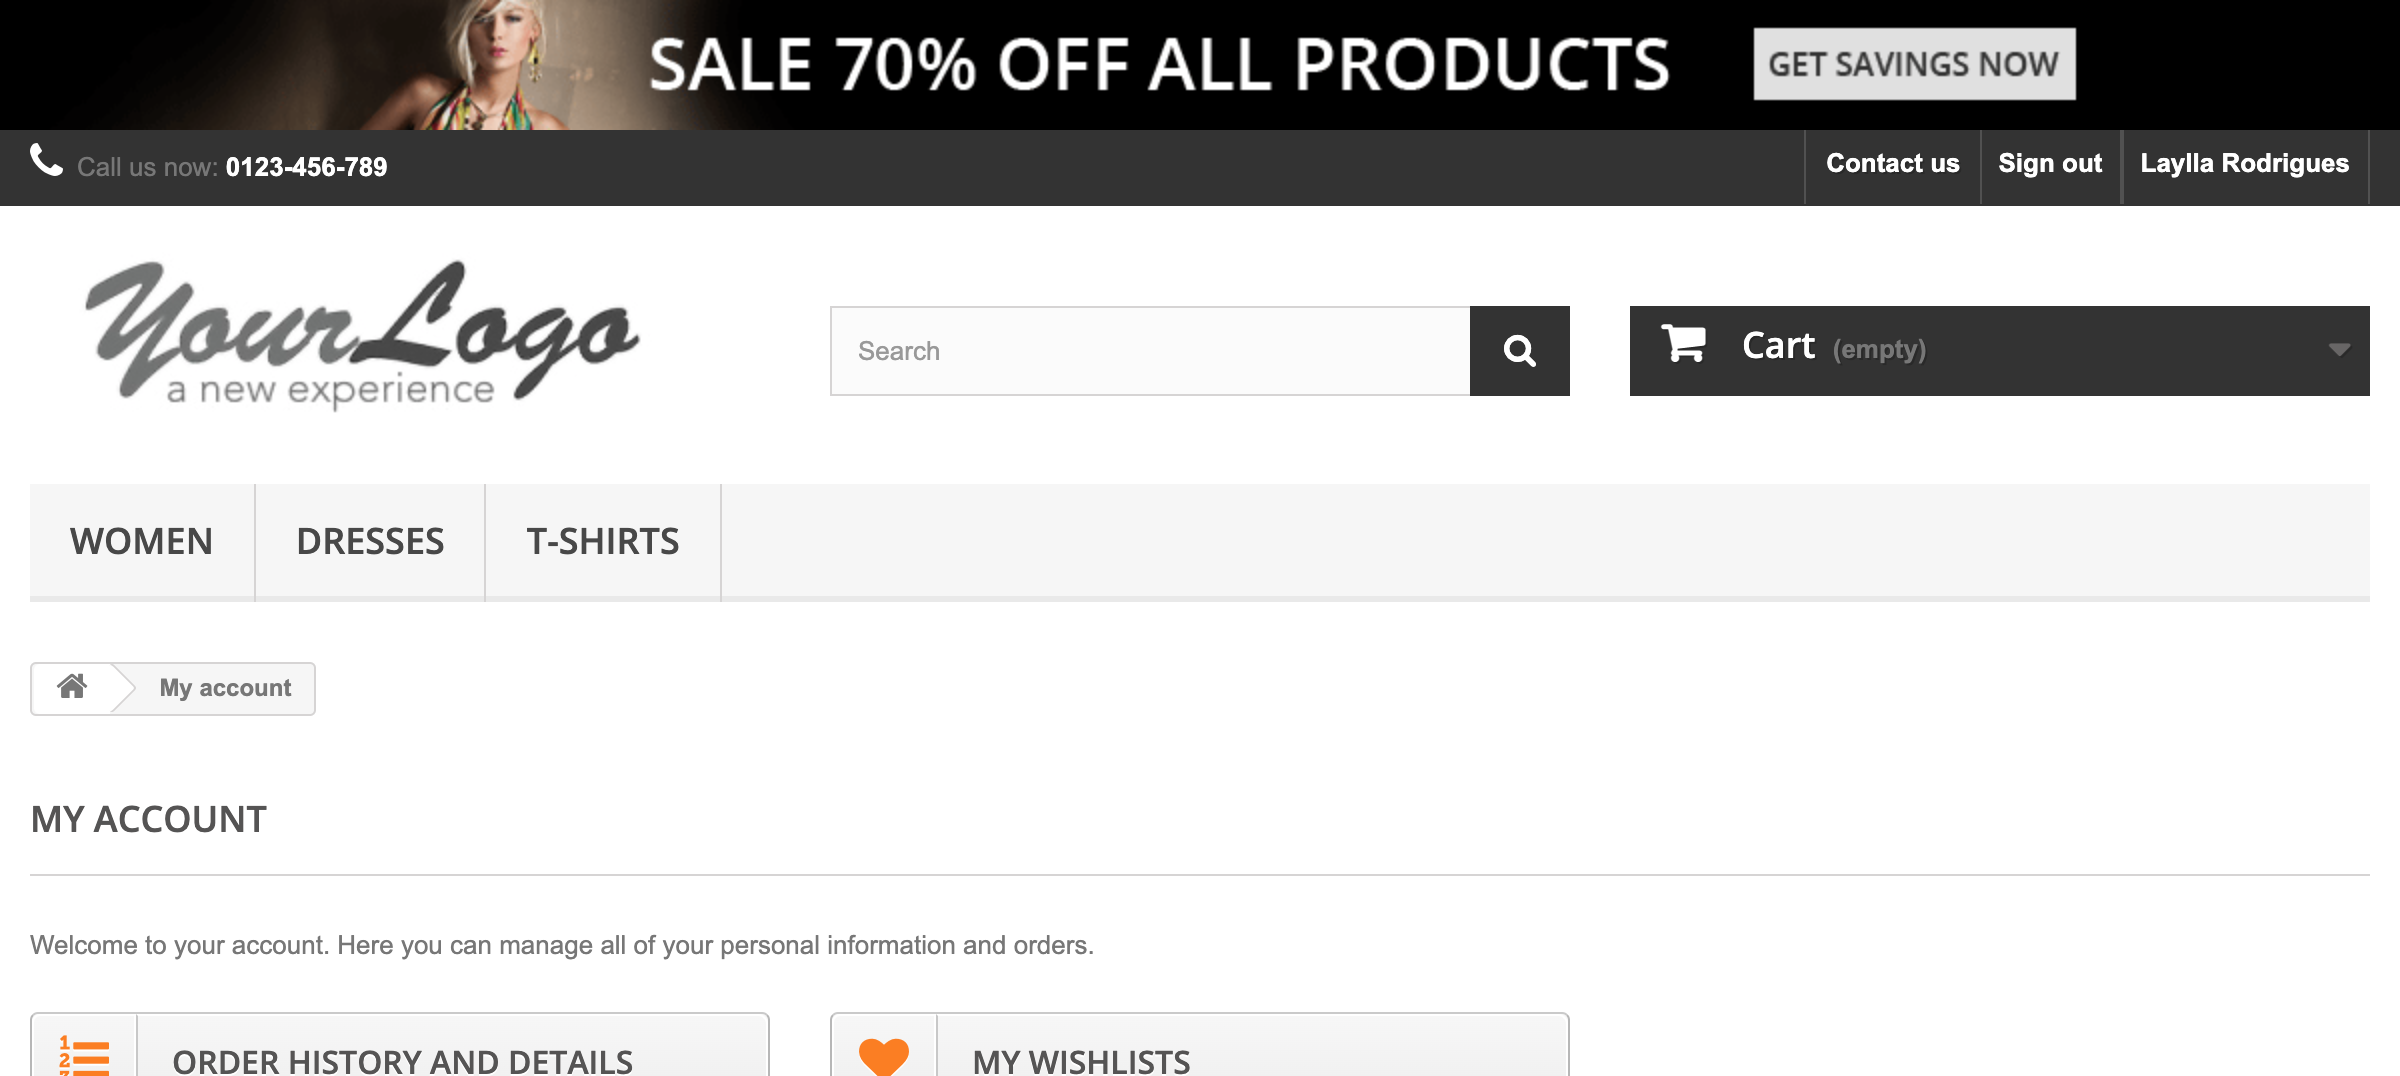 SALE 70% OFF ALL PRODUCTS
GET SAVINGS NOW
Call us now: 0123-456-789
Contact us
Sign out
Laylla Rodrigues
YourLogo
a new experience
Search
Cart (empty)
WOMEN
DRESSES
T-SHIRTS
My account
MY ACCOUNT
Welcome to your account. Here you can manage all of your personal information and orders.
ORDER HISTORY AND DETAILS
MY WISHLISTS